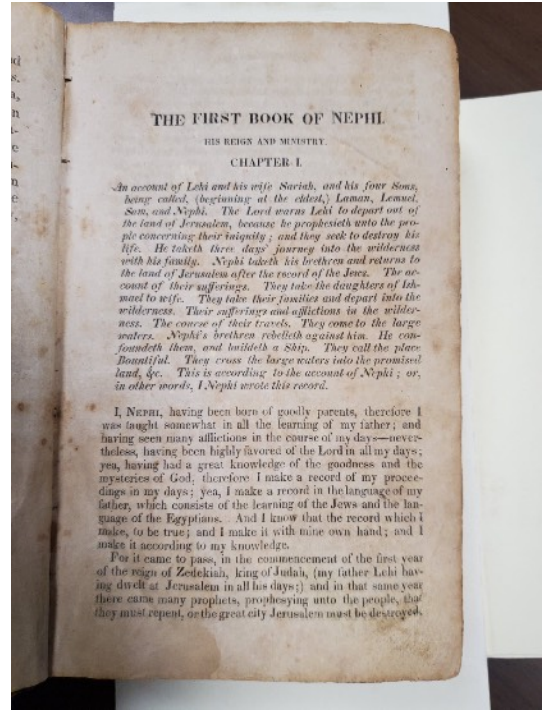 THE FIRST BOOK OF NEPHI.
HIS REIGN AND MINISTRY.
CHAPTER I.
An account of Lehi and his wife Sariah, and his four Sons,
being called, (beginning at the eldest,) Laman, Lemuel,
Sam, and Nephi. The Lord warns Lehi to depart out of
the land of Jerusalem, because he prophesieth unto the peo-
ple concerning their iniquity; and they seek to destroy his
life. He taketh three days' journey into the wilderness
with his family. Nephi taketh his brethren and returns to
the land of Jerusalem after the record of the Jews. The ac-
count of their sufferings. They take the daughters of Ish-
mael to wife. They take their families and depart into the
wilderness. Their sufferings and afflictions in the wilder-
ness. The course of their travels. They come to the large
waters. Nephi's brethren rebelleth against him. He con-
foundeth them, and buildeth a Ship. They call the place
Bountiful. They cross the large waters into the promised
land, &c. This is according to the account of Nephi; or,
in other words, I Nephi wrote this record.
I, NEPHI, having been born of goodly parents, therefore I
was taught somewhat in all the learning of my father; and
having seen many afflictions in the course of my days—never-
theless, having been highly favored of the Lord in all my days;
yea, having had a great knowledge of the goodness and the
mysteries of God, therefore I make a record of my procee-
dings in my days; yea, I make a record in the language of my
father, which consists of the learning of the Jews and the lan-
guage of the Egyptians. And I know that the record which I
make, to be true; and I make it with mine own hand; and I
make it according to my knowledge.
For it came to pass, in the commencement of the first year
of the reign of Zedekiah, king of Judah, (my father Lehi hav-
ing dwelt at Jerusalem in all his days;) and in that same year
there came many prophets, prophesying unto the people, that
they must repent, or the great city Jerusalem must be destroyed.